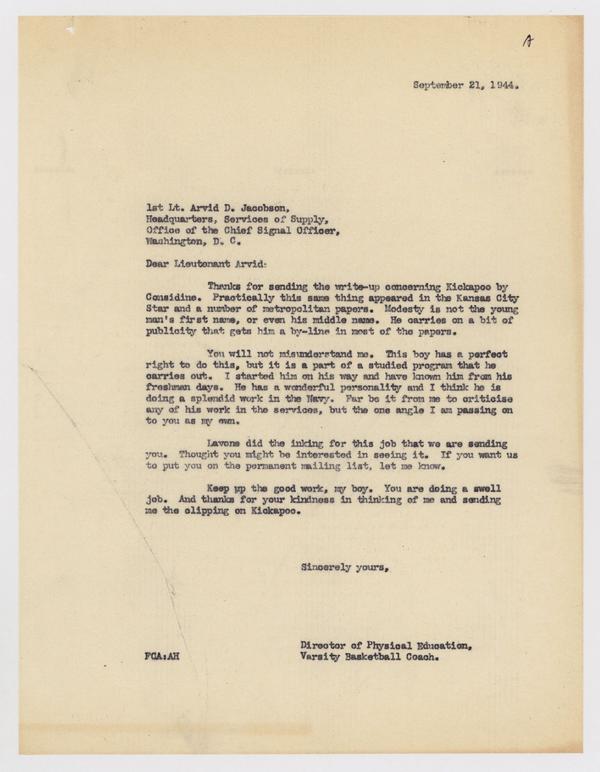 A
September 21, 1944.
1st Lt. Arvid D. Jacobson,
Headquarters, Services of Supply,
Office of the Chief Signal Officer,
Washington, D. C.
Dear Lieutenant Arvid:
Thanks for sending the write-up concerning Kickapoo by
Considine. Practically this same thing appeared in the Kansas City
Star and a number of metropolitan papers. Modesty is not the young
man's first name, or even his middle name. He carries on a bit of
publicity that gets him a by-line in most of the papers.
You will not misunderstand me. This boy has a perfect
right to do this, but it is a part of a studied program that he
carries out. I started him on his way and have known him from his
freshman days. He has a wonderful personality and I think he is
doing a splendid work in the Navy. Far be it from me to criticise
any of his work in the services, but the one angle I am passing on
to you as my own.
Lavone did the inking for this job that we are sending
you. Thought you might be interested in seeing it. If you want us
to put you on the permanent mailing list, let me know.
Keep up the good work, my boy. You are doing a swell
job. And thanks for your kindness in thinking of me and sending
me the clipping on Kickapoo.
Sincerely yours,
Director of Physical Education,
FCA:AH Varsity Basketball Coach.